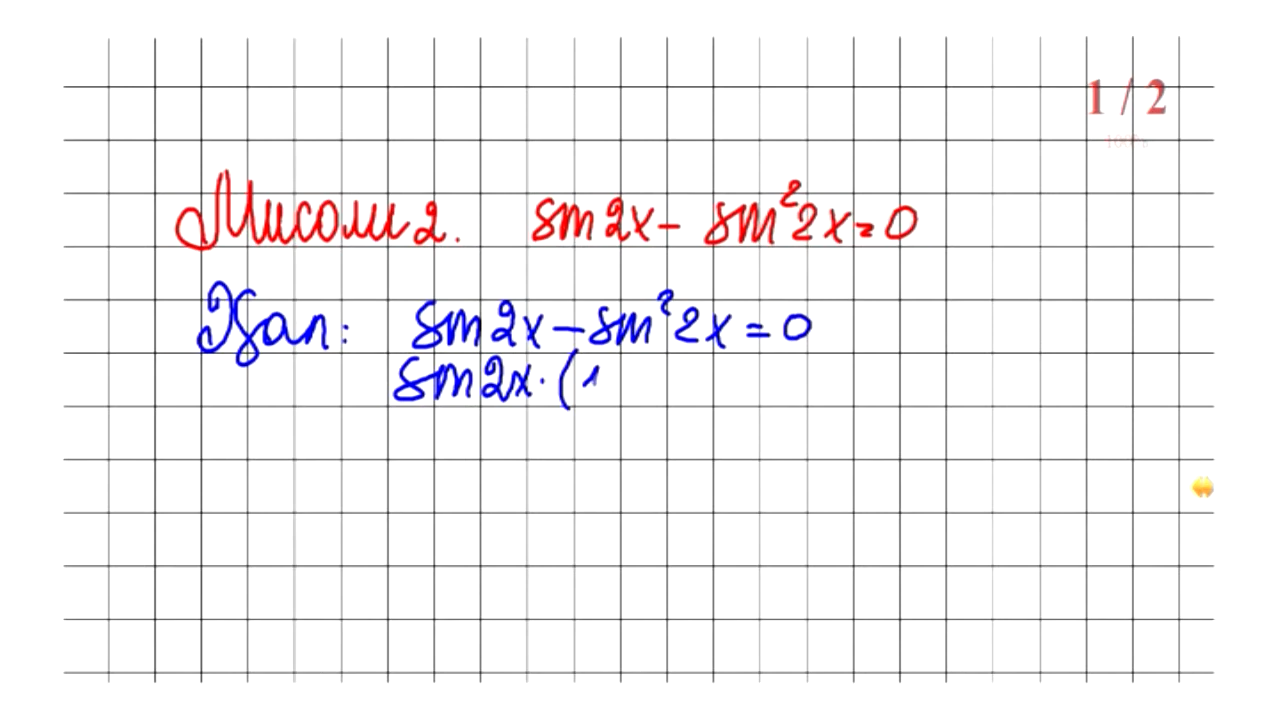 1 / 2
Мисоли 2. sin2x - sin²2x = 0
Ҳал: sin2x - sin²2x = 0
sin2x · (1